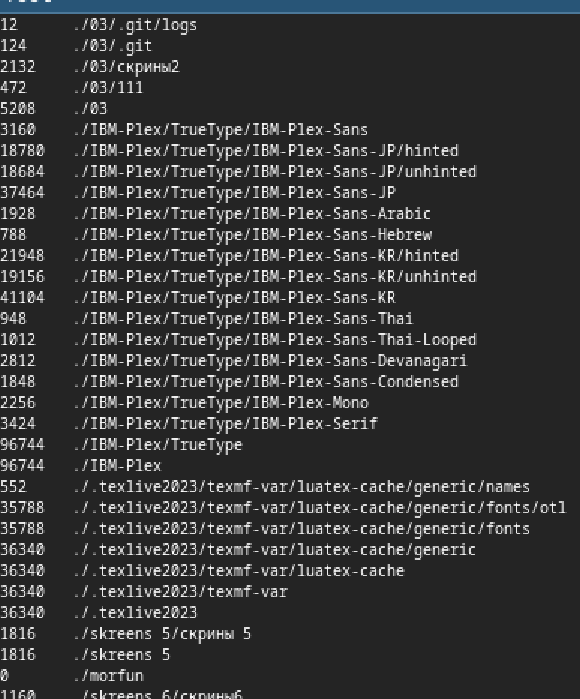 12 ./03/.git/logs
124 ./03/.git
2132 ./03/скрины2
472 ./03/111
5208 ./03
3160 ./IBM-Plex/TrueType/IBM-Plex-Sans
18780 ./IBM-Plex/TrueType/IBM-Plex-Sans-JP/hinted
18684 ./IBM-Plex/TrueType/IBM-Plex-Sans-JP/unhinted
37464 ./IBM-Plex/TrueType/IBM-Plex-Sans-JP
1928 ./IBM-Plex/TrueType/IBM-Plex-Sans-Arabic
788 ./IBM-Plex/TrueType/IBM-Plex-Sans-Hebrew
21948 ./IBM-Plex/TrueType/IBM-Plex-Sans-KR/hinted
19156 ./IBM-Plex/TrueType/IBM-Plex-Sans-KR/unhinted
41104 ./IBM-Plex/TrueType/IBM-Plex-Sans-KR
948 ./IBM-Plex/TrueType/IBM-Plex-Sans-Thai
1012 ./IBM-Plex/TrueType/IBM-Plex-Sans-Thai-Looped
2812 ./IBM-Plex/TrueType/IBM-Plex-Sans-Devanagari
1848 ./IBM-Plex/TrueType/IBM-Plex-Sans-Condensed
2256 ./IBM-Plex/TrueType/IBM-Plex-Mono
3424 ./IBM-Plex/TrueType/IBM-Plex-Serif
96744 ./IBM-Plex/TrueType
96744 ./IBM-Plex
552 ./.texlive2023/texmf-var/luatex-cache/generic/names
35788 ./.texlive2023/texmf-var/luatex-cache/generic/fonts/otl
35788 ./.texlive2023/texmf-var/luatex-cache/generic/fonts
36340 ./.texlive2023/texmf-var/luatex-cache/generic
36340 ./.texlive2023/texmf-var/luatex-cache
36340 ./.texlive2023/texmf-var
36340 ./.texlive2023
1816 ./skreens 5/скрины 5
1816 ./skreens 5
0 ./morfun
1160 ./skreens 6/скрины6